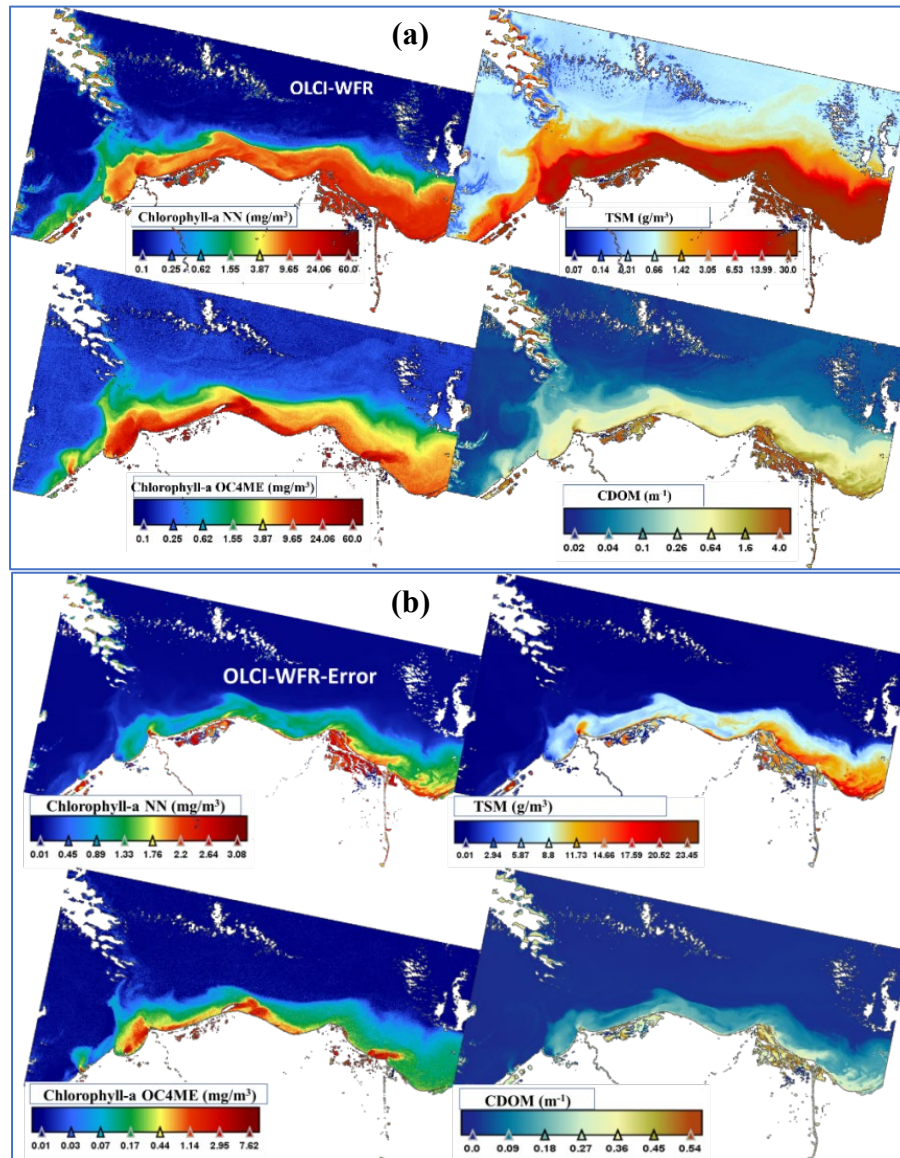 (a)
OLCI-WFR
Chlorophyll-a NN (mg/m³)
0.1 0.25 0.62 1.55 3.87 9.65 24.06 60.0
TSM (g/m³)
0.07 0.14 0.31 0.66 1.42 3.05 6.53 13.99 30.0
Chlorophyll-a OC4ME (mg/m³)
0.1 0.25 0.62 1.55 3.87 9.65 24.06 60.0
CDOM (m⁻¹)
0.02 0.04 0.1 0.26 0.64 1.6 4.0
(b)
OLCI-WFR-Error
Chlorophyll-a NN (mg/m³)
0.01 0.45 0.89 1.33 1.76 2.2 2.64 3.08
TSM (g/m³)
0.01 2.94 5.87 8.8 11.73 14.66 17.59 20.52 23.45
Chlorophyll-a OC4ME (mg/m³)
0.01 0.03 0.07 0.17 0.44 1.14 2.95 7.62
CDOM (m⁻¹)
0.0 0.09 0.18 0.27 0.36 0.45 0.54